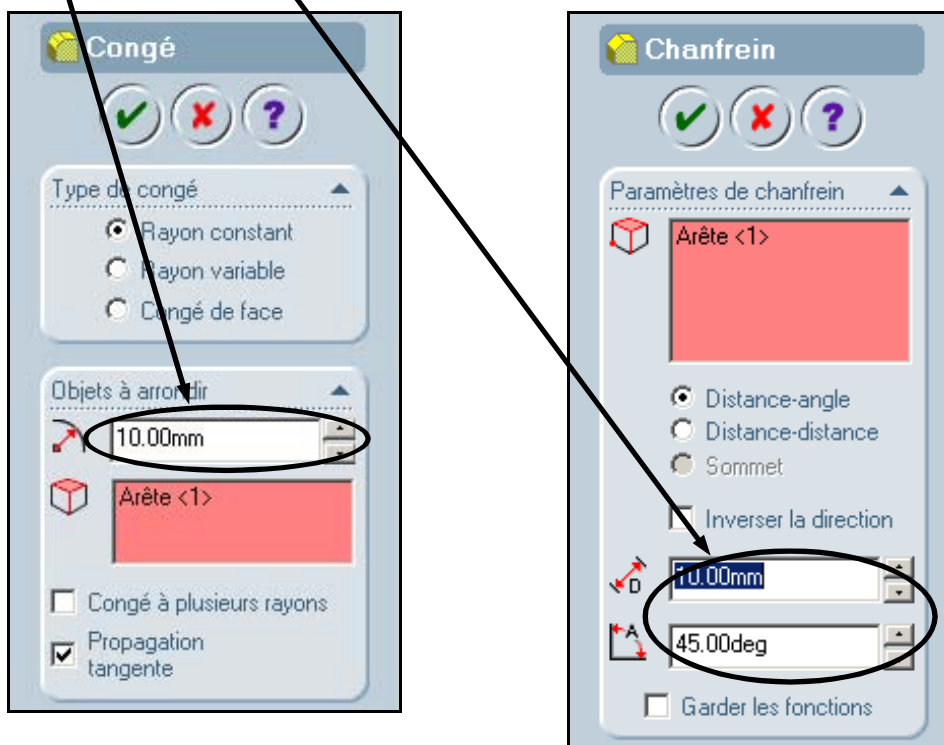 Congé
?
Type de congé
Rayon constant
Rayon variable
Congé de face
Objets à arrondir
10.00mm
Arête <1>
Congé à plusieurs rayons
Propagation
tangente
Chanfrein
?
Paramètres de chanfrein
Arête <1>
Distance-angle
Distance-distance
Sommet
Inverser la direction
D
10.00mm
A
45.00deg
Garder les fonctions